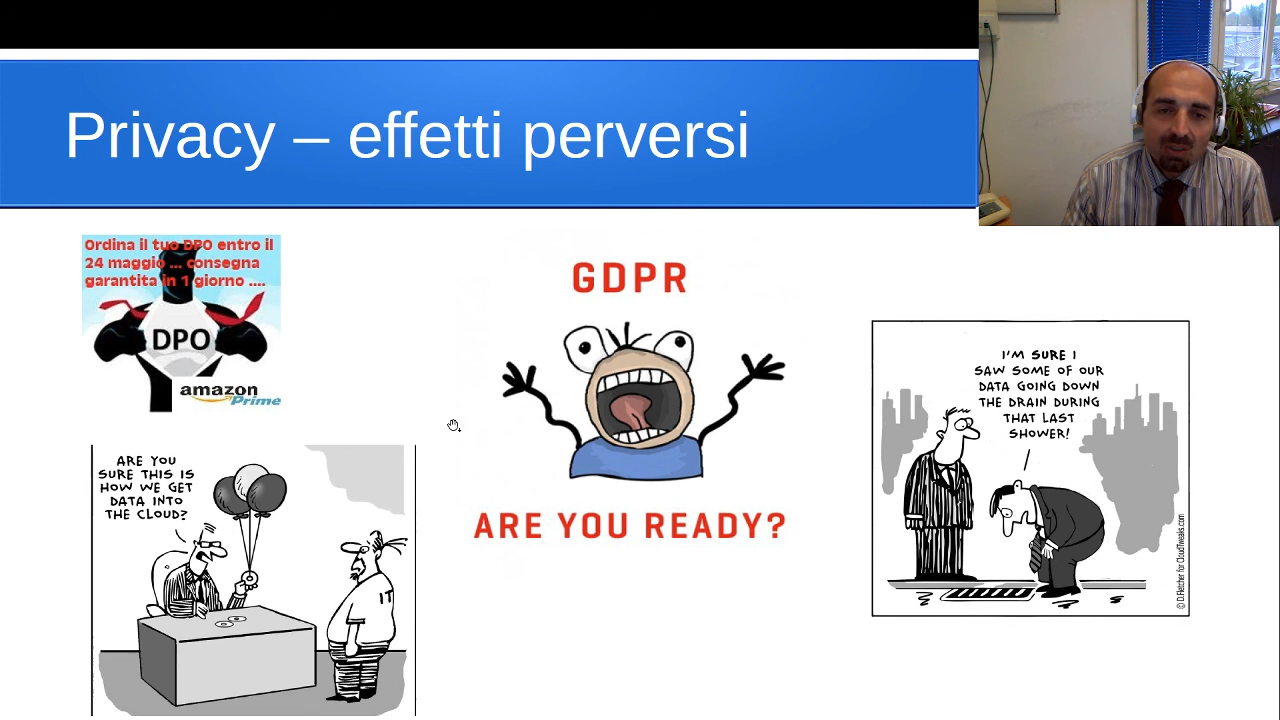 Privacy – effetti perversi
Ordina il tuo DPO entro il
24 maggio ... consegna
garantita in 1 giorno ....
DPO
amazon
Prime
GDPR
ARE YOU READY?
I'M SURE I
SAW SOME OF OUR
DATA GOING DOWN
THE DRAIN DURING
THAT LAST
SHOWER!
© D.Fletcher for CloudTweaks.com
ARE YOU
SURE THIS IS
HOW WE GET
DATA INTO
THE CLOUD?
IT